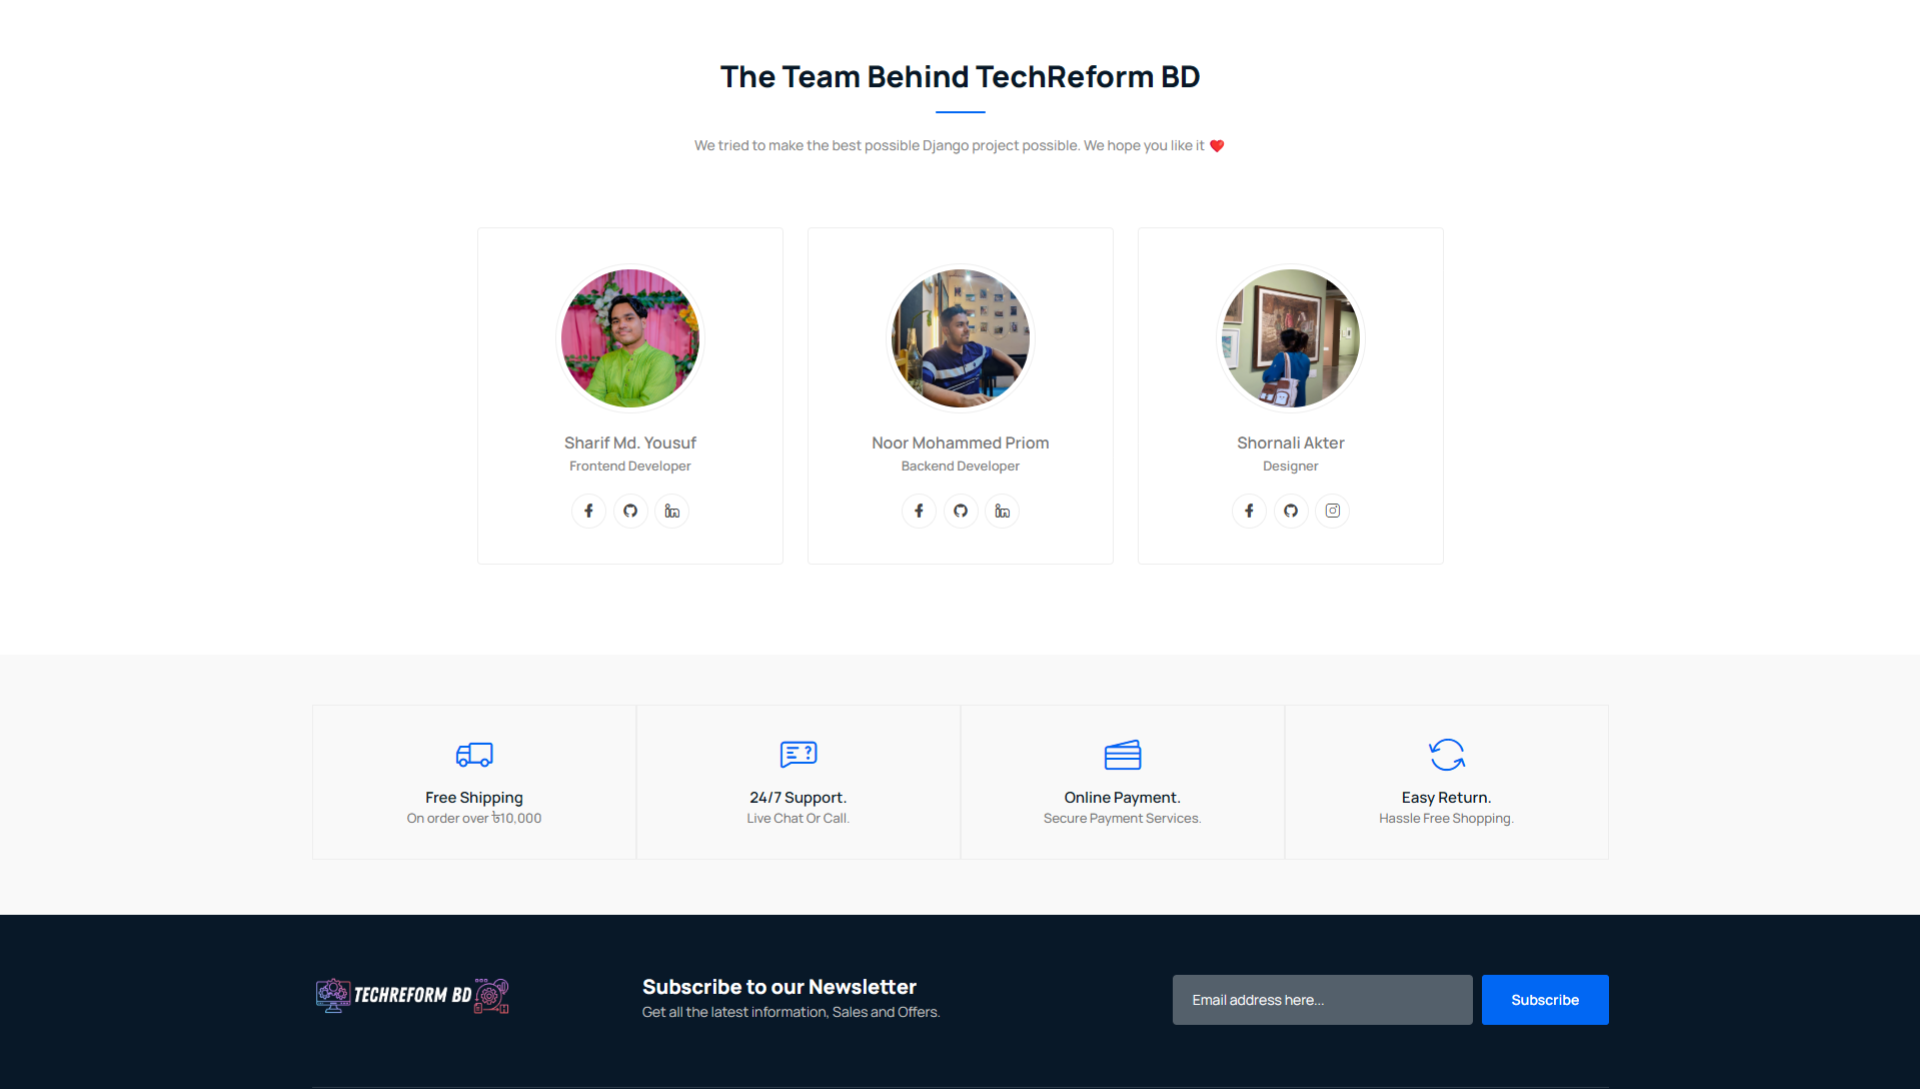 The Team Behind TechReform BD
We tried to make the best possible Django project possible. We hope you like it ❤️
Sharif Md. Yousuf
Frontend Developer
Noor Mohammed Priom
Backend Developer
Shornali Akter
Designer
Free Shipping
On order over ৳10,000
24/7 Support.
Live Chat Or Call.
Online Payment.
Secure Payment Services.
Easy Return.
Hassle Free Shopping.
TECHREFORM BD
Subscribe to our Newsletter
Get all the latest information, Sales and Offers.
Email address here...
Subscribe